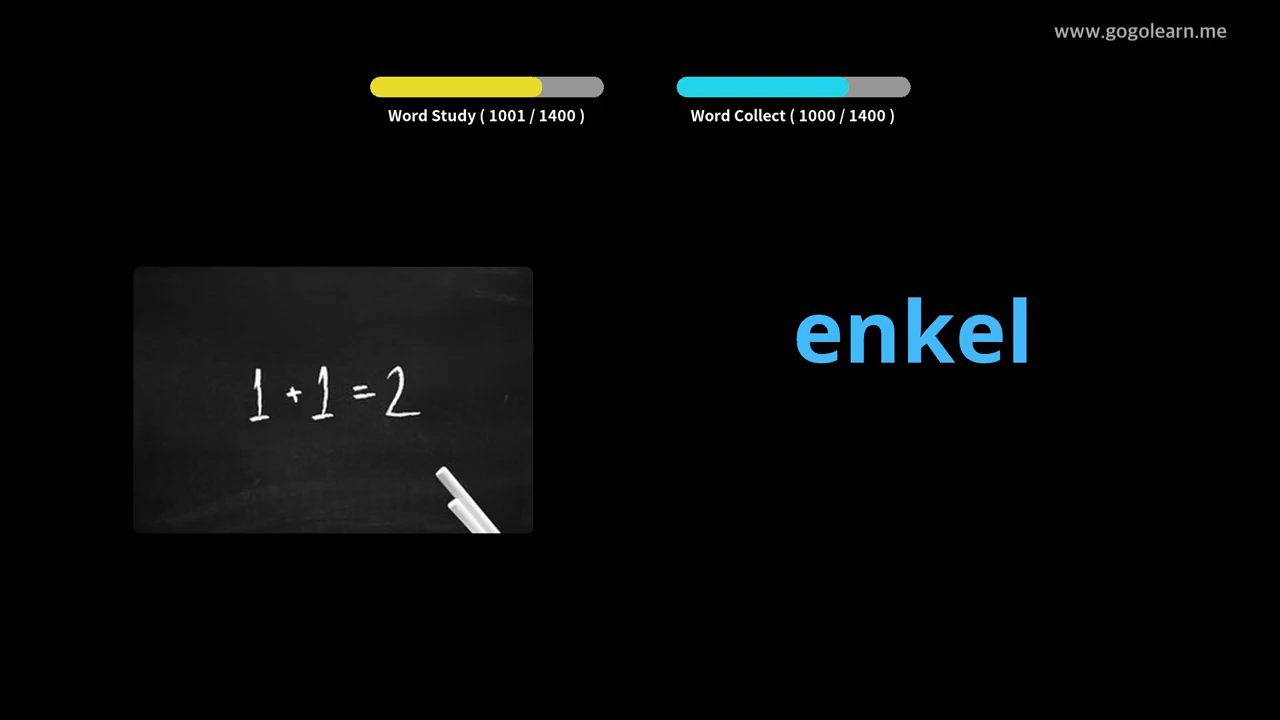 www.gogolearn.me
Word Study ( 1001 / 1400 )
Word Collect ( 1000 / 1400 )
enkel
1 + 1 = 2